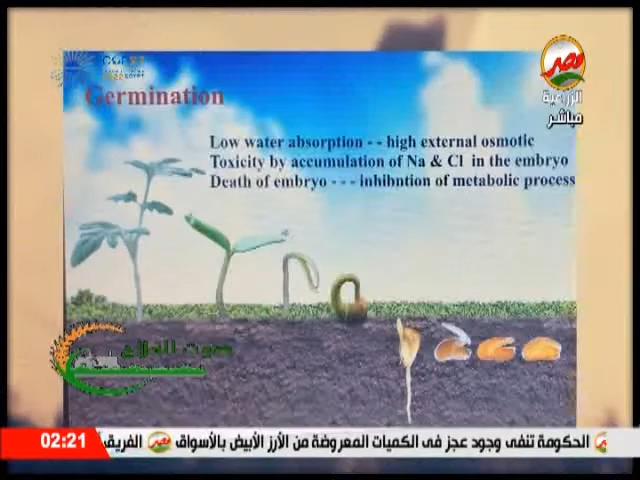 Germination
مصر
الزراعية
مباشر
Low water absorption - - high external osmotic
Toxicity by accumulation of Na & Cl in the embryo
Death of embryo - - - inhibntion of metabolic process
صوت الفلاح
02:21
الحكومة تنفى وجود عجز فى الكميات المعروضة من الأرز الأبيض بالأسواق
الفريق